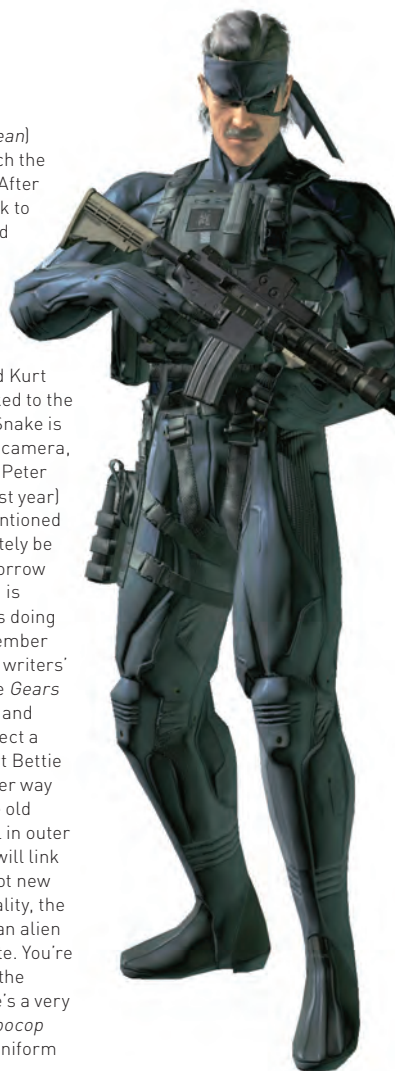 ean)
ch the
After
k to
d
d Kurt
led to the
Snake is
camera,
Peter
st year)
ntioned
tely be
orrow
is
s doing
ember
writers'
e Gears
and
ect a
t Bettie
er way
old
l in outer
will link
ot new
ality, the
an alien
te. You're
the
e's a very
bocop
niform